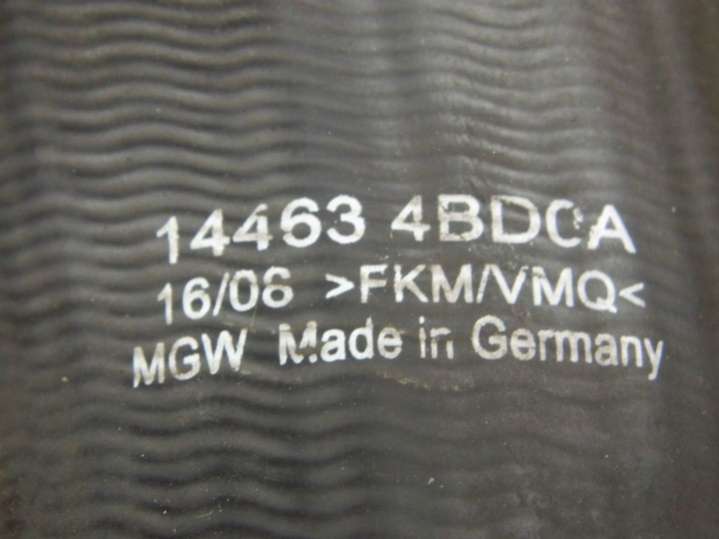 14463 4BD0A
16/06 >FKM/VMQ<
MGW Made in Germany